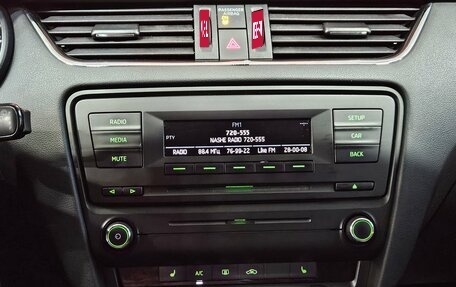 PASSENGER
AIRBAG
RADIO
MEDIA
MUTE
FM1
720-555
PTY
NASHE RADIO 720-555
RADIO 88.4 МГц 76-99-22 Like FM 28-00-08
SETUP
CAR
BACK
A/C